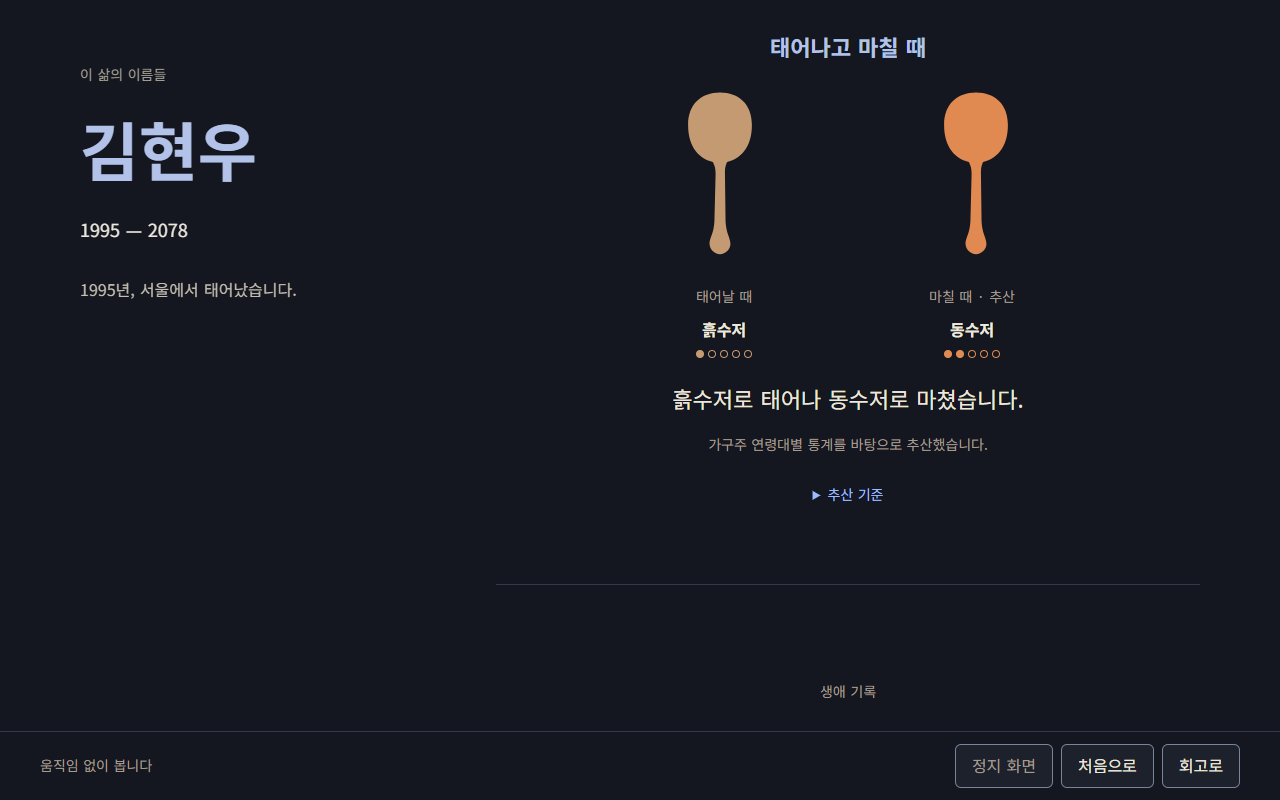 이 삶의 이름들
김현우
1995 — 2078
1995년, 서울에서 태어났습니다.
태어나고 마칠 때
태어날 때
흙수저
마칠 때 · 추산
동수저
흙수저로 태어나 동수저로 마쳤습니다.
가구주 연령대별 통계를 바탕으로 추산했습니다.
▶ 추산 기준
생애 기록
움직임 없이 봅니다
정지 화면
처음으로
회고로